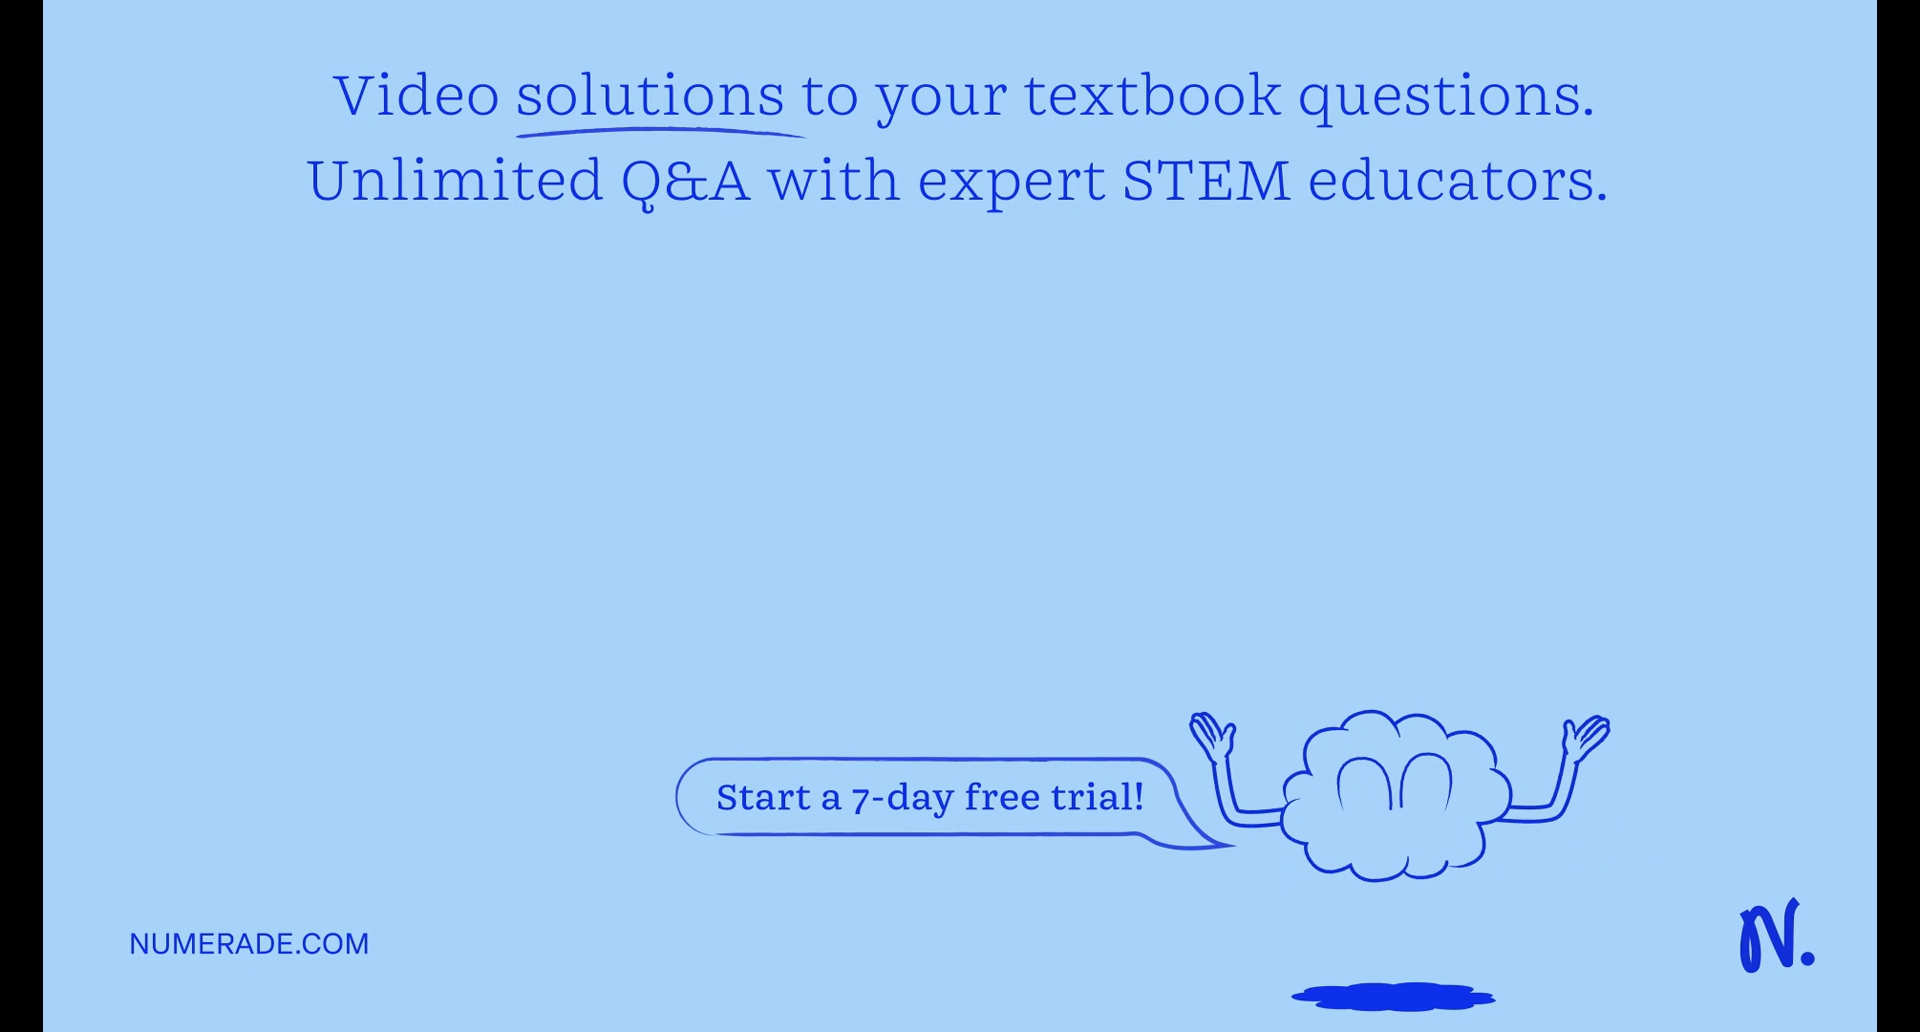 Video solutions to your textbook questions.
Unlimited Q&A with expert STEM educators.
Start a 7-day free trial!
NUMERADE.COM
N.